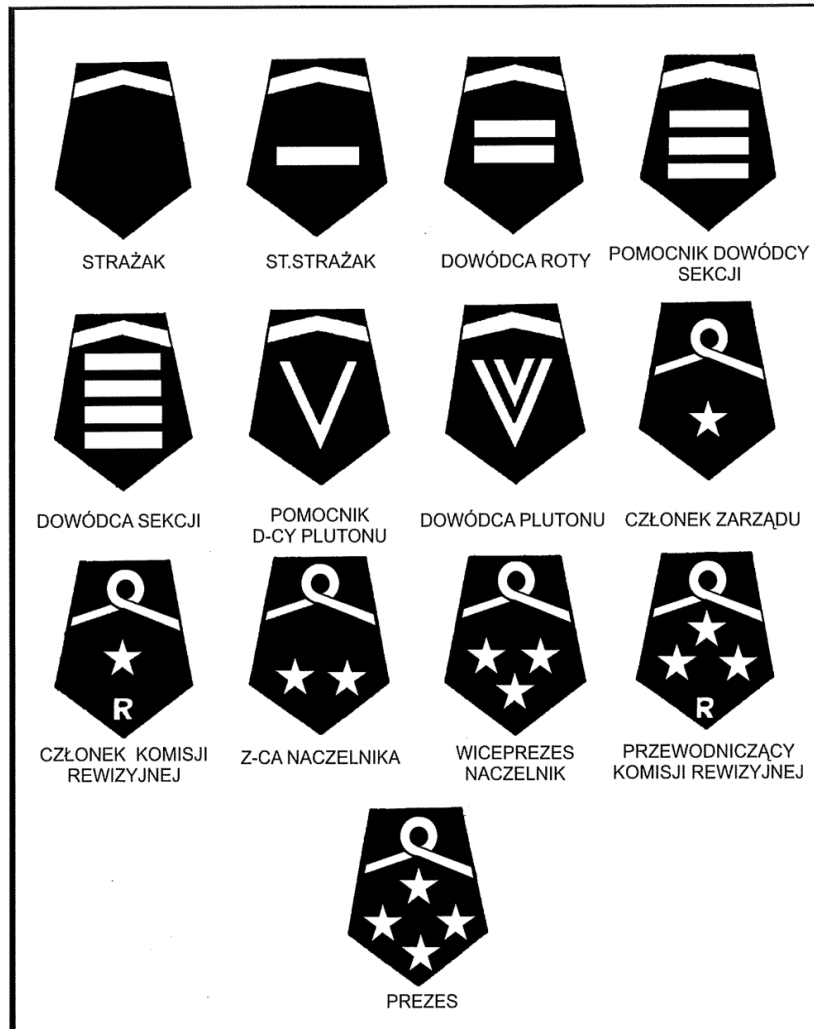 STRAŻAK
ST.STRAŻAK
DOWÓDCA ROTY
POMOCNIK DOWÓDCY
SEKCJI
DOWÓDCA SEKCJI
POMOCNIK
D-CY PLUTONU
DOWÓDCA PLUTONU
CZŁONEK ZARZĄDU
R
CZŁONEK KOMISJI
REWIZYJNEJ
Z-CA NACZELNIKA
WICEPREZES
NACZELNIK
R
PRZEWODNICZĄCY
KOMISJI REWIZYJNEJ
PREZES